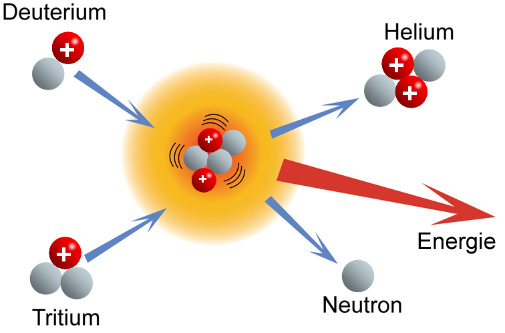 Deuterium
Helium
+
+
+
+
+
+
Energie
Tritium
Neutron